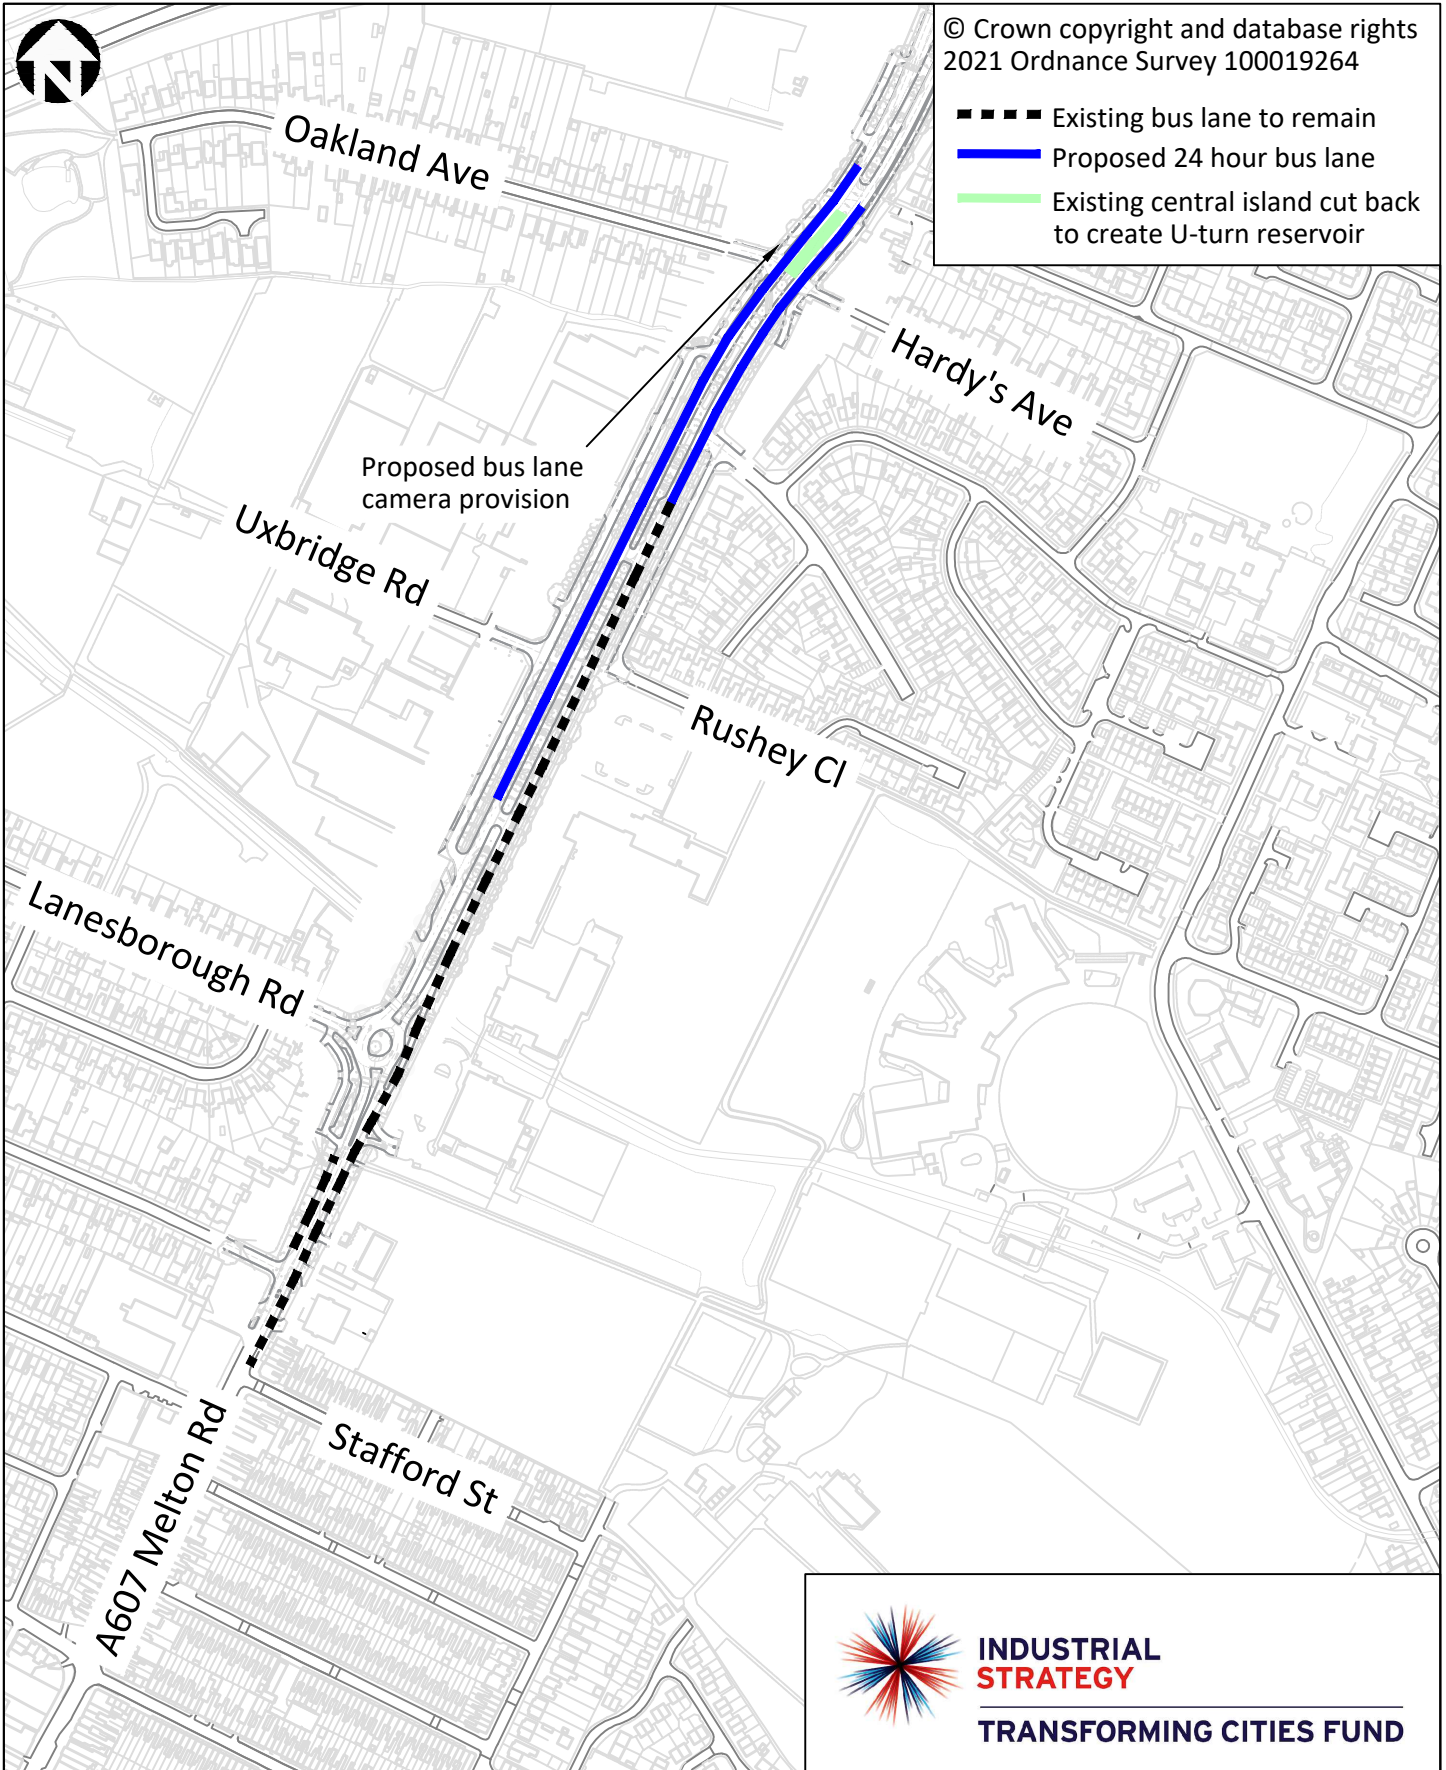 N
© Crown copyright and database rights
2021 Ordnance Survey 100019264
Existing bus lane to remain
Proposed 24 hour bus lane
Existing central island cut back
to create U-turn reservoir
Oakland Ave
Hardy's Ave
Proposed bus lane
camera provision
Uxbridge Rd
Rushey Cl
Lanesborough Rd
Stafford St
A607 Melton Rd
INDUSTRIAL
STRATEGY
TRANSFORMING CITIES FUND